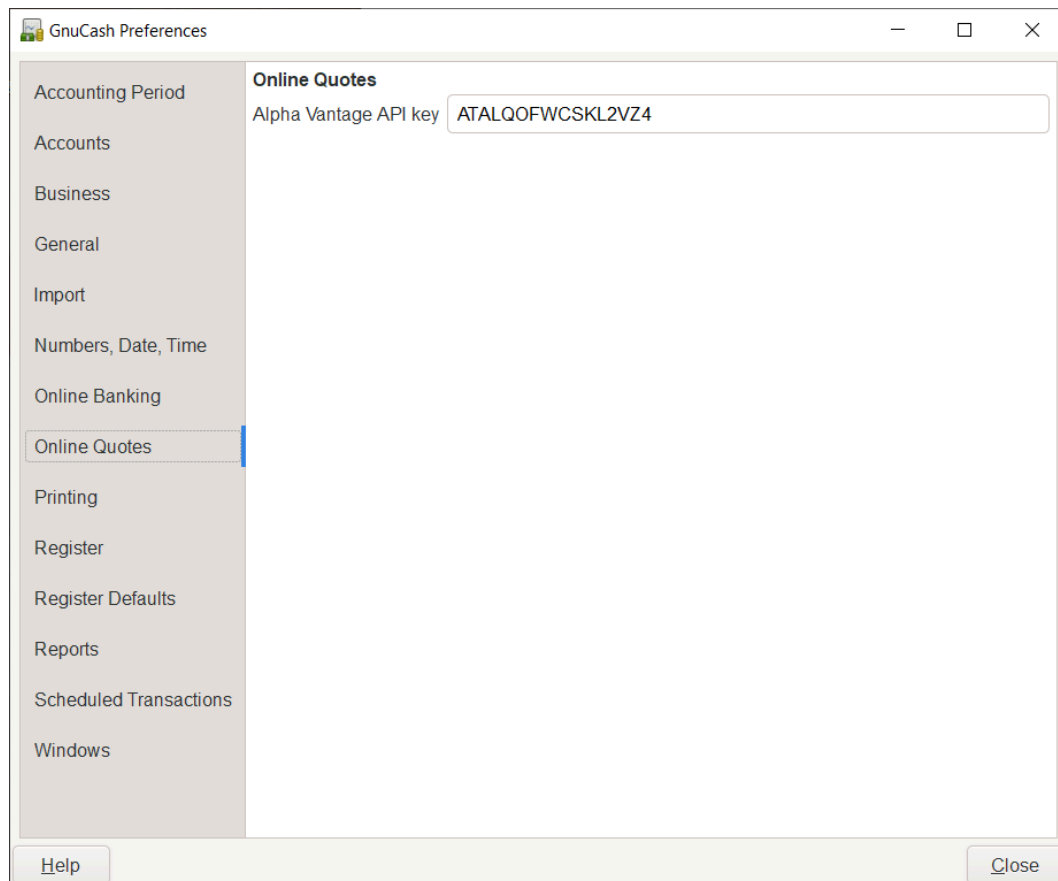 GnuCash Preferences
Accounting Period
Accounts
Business
General
Import
Numbers, Date, Time
Online Banking
Online Quotes
Printing
Register
Register Defaults
Reports
Scheduled Transactions
Windows
Online Quotes
Alpha Vantage API key ATALQOFWCSKL2VZ4
Help
Close